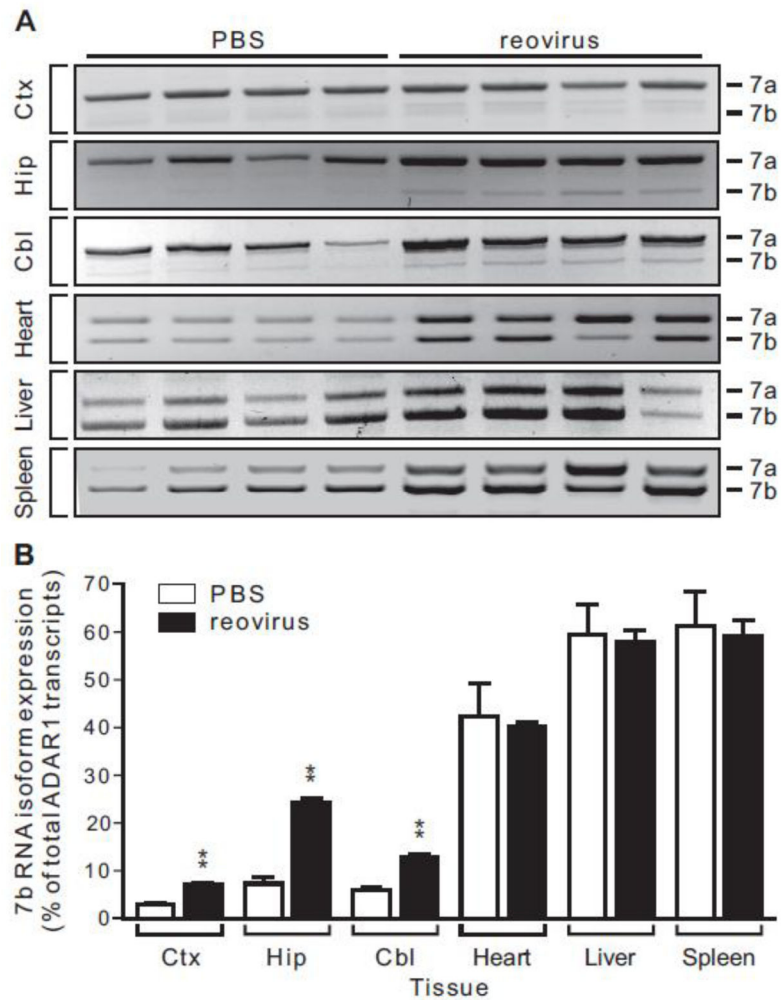 A
PBS reovirus
Ctx 7a
7b
Hip 7a
7b
Cbl 7a
7b
Heart 7a
7b
Liver 7a
7b
Spleen 7a
7b
B
7b RNA isoform expression
(% of total ADAR1 transcripts)
70
60
50
40
30
20
10
0
PBS
reovirus
**
**
**
Ctx Hip Cbl Heart Liver Spleen
Tissue